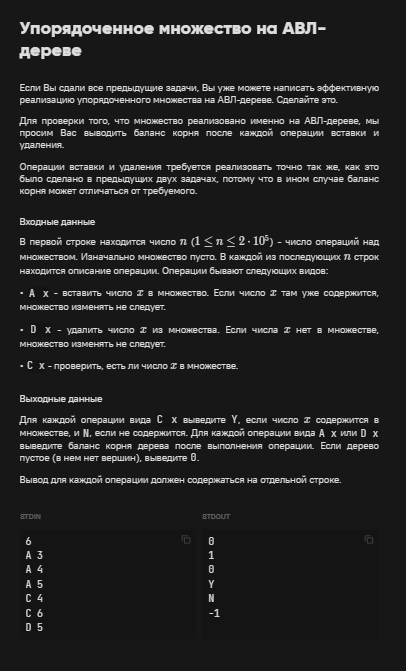 Упорядоченное множество на АВЛ-
дереве
Если Вы сдали все предыдущие задачи, Вы уже можете написать эффективную
реализацию упорядоченного множества на АВЛ-дереве. Сделайте это.
Для проверки того, что множество реализовано именно на АВЛ-дереве, мы
просим Вас выводить баланс корня после каждой операции вставки и
удаления.
Операции вставки и удаления требуется реализовать точно так же, как это
было сделано в предыдущих двух задачах, потому что в ином случае баланс
корня может отличаться от требуемого.
Входные данные
В первой строке находится число n (1 ≤ n ≤ 2 · 10⁵) – число операций над
множеством. Изначально множество пусто. В каждой из последующих n строк
находится описание операции. Операции бывают следующих видов:
• A x – вставить число x в множество. Если число x там уже содержится,
множество изменять не следует.
• D x – удалить число x из множества. Если числа x нет в множестве,
множество изменять не следует.
• C x – проверить, есть ли число x в множестве.
Выходные данные
Для каждой операции вида C x выведите Y, если число x содержится в
множестве, и N, если не содержится. Для каждой операции вида A x или D x
выведите баланс корня дерева после выполнения операции. Если дерево
пустое (в нем нет вершин), выведите 0.
Вывод для каждой операции должен содержаться на отдельной строке.
STDIN
6
A 3
A 4
A 5
C 4
C 6
D 5
STDOUT
0
1
0
Y
N
-1